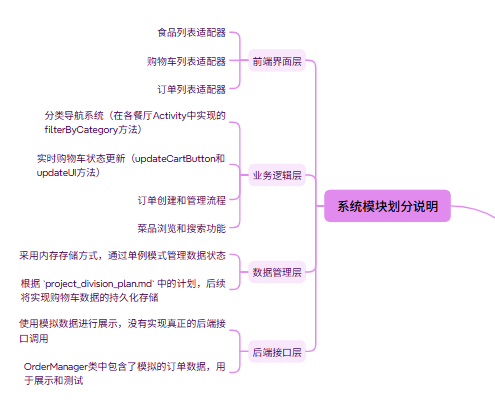 食品列表适配器
购物车列表适配器
前端界面层
订单列表适配器
分类导航系统（在各餐厅Activity中实现的
filterByCategory方法）
实时购物车状态更新（updateCartButton和
updateUI方法）
业务逻辑层
订单创建和管理流程
系统模块划分说明
菜品浏览和搜索功能
采用内存存储方式，通过单例模式管理数据状态
数据管理层
根据 `project_division_plan.md` 中的计划，后续
将实现购物车数据的持久化存储
使用模拟数据进行展示，没有实现真正的后端接
口调用
后端接口层
OrderManager类中包含了模拟的订单数据，用
于展示和测试